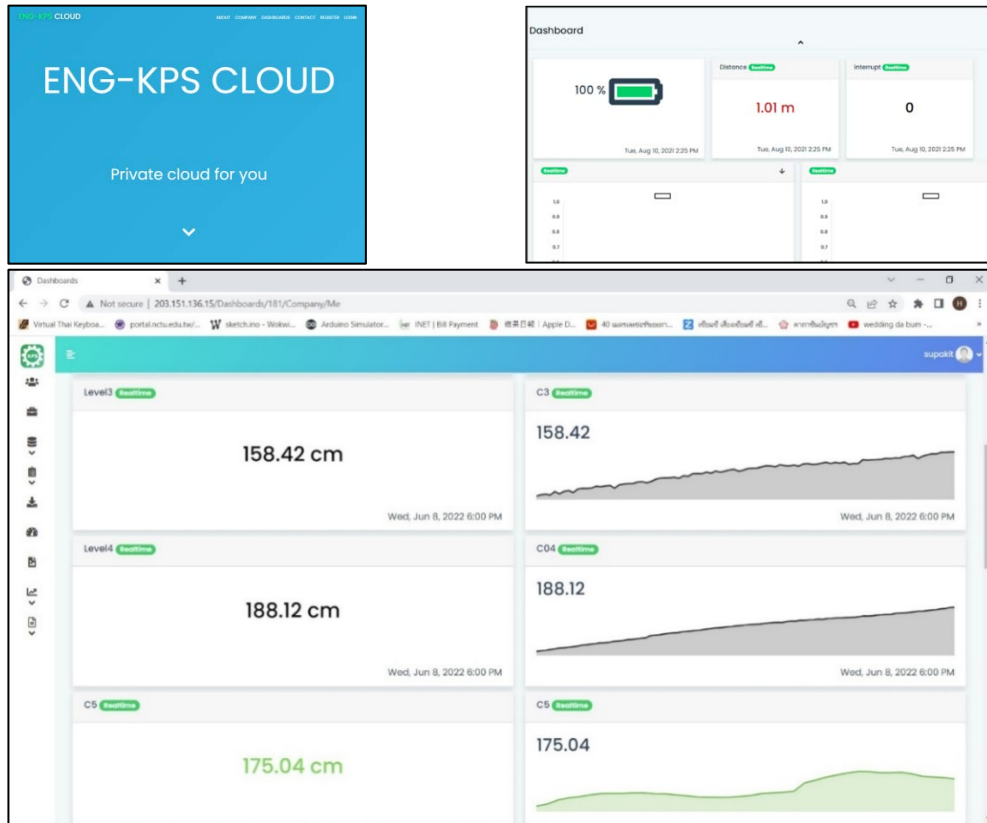 ENG-KPS CLOUD
ABOUT COMPANY DASHBOARDS CONTACT REGISTER LOGIN
ENG-KPS CLOUD
Private cloud for you
Dashboard
100 %
Tue, Aug 10, 2021 2:25 PM
Distance Realtime
1.01 m
Tue, Aug 10, 2021 2:25 PM
Interrupt Realtime
0
Tue, Aug 10, 2021 2:25 PM
Realtime
1.0
0.9
0.8
0.7
Realtime
1.0
0.9
0.8
0.7
Dashboards
Not secure | 203.151.136.15/Dashboards/181/Company/Me
Virtual Thai Keyboa... portal.nctu.edu.tw/... sketch.ino - Wokwi... Arduino Simulator... INET | Bill Payment Apple D... 40 wedding da bum -...
KPS
supakit
Level3 Realtime
158.42 cm
Wed, Jun 8, 2022 6:00 PM
C3 Realtime
158.42
Wed, Jun 8, 2022 6:00 PM
Level4 Realtime
188.12 cm
Wed, Jun 8, 2022 6:00 PM
C04 Realtime
188.12
Wed, Jun 8, 2022 6:00 PM
C5 Realtime
175.04 cm
C5 Realtime
175.04